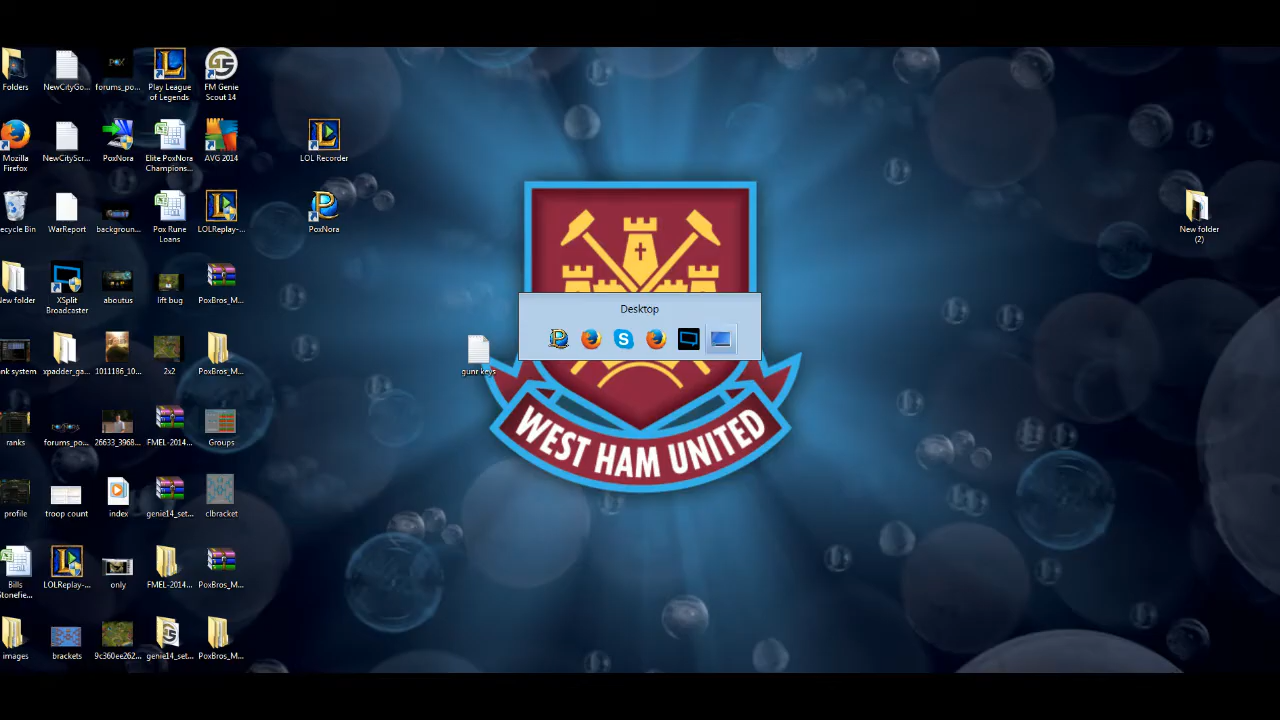 Folders
NewCityGo...
forums_po...
Play League
of Legends
FM Genie
Scout 14
Mozilla
Firefox
NewCityScr...
PoxNora
Elite PoxNora
Champions...
AVG 2014
LOL Recorder
ecycle Bin
WarReport
backgroun...
Pox Rune
Loans
LOLReplay-...
PoxNora
New folder
(2)
New folder
XSplit
Broadcaster
aboutus
lift bug
PoxBros_M...
Desktop
ank system
xpadder_ga...
1011186_10...
2x2
PoxBros_M...
gunr keys
ranks
forums_po...
26633_3968...
FMEL-2014...
Groups
WEST HAM UNITED
profile
troop count
index
genie14_set...
clbracket
Bills
Stonefie...
LOLReplay-...
only
FMEL-2014...
PoxBros_M...
images
brackets
9c360ee262...
genie14_set...
PoxBros_M...